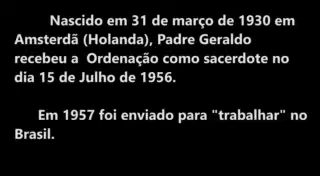 Nascido em 31 de março de 1930 em
Amsterdã (Holanda), Padre Geraldo
recebeu a Ordenação como sacerdote no
dia 15 de Julho de 1956.
Em 1957 foi enviado para "trabalhar" no
Brasil.